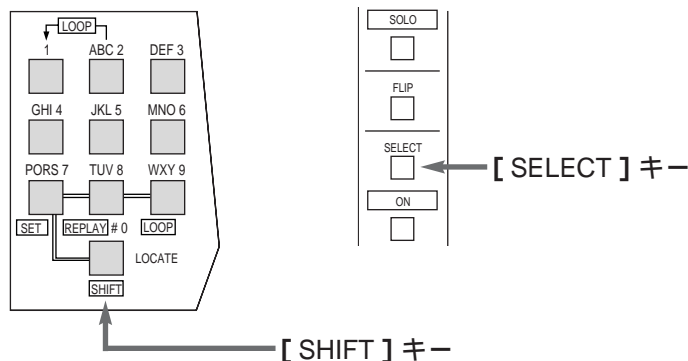 LOOP
1 ABC 2 DEF 3
GHI 4 JKL 5 MNO 6
PORS 7 TUV 8 WXY 9
SET REPLAY # 0 LOOP
LOCATE
SHIFT
SOLO
FLIP
SELECT
ON
[ SELECT ] キー
[ SHIFT ] キー